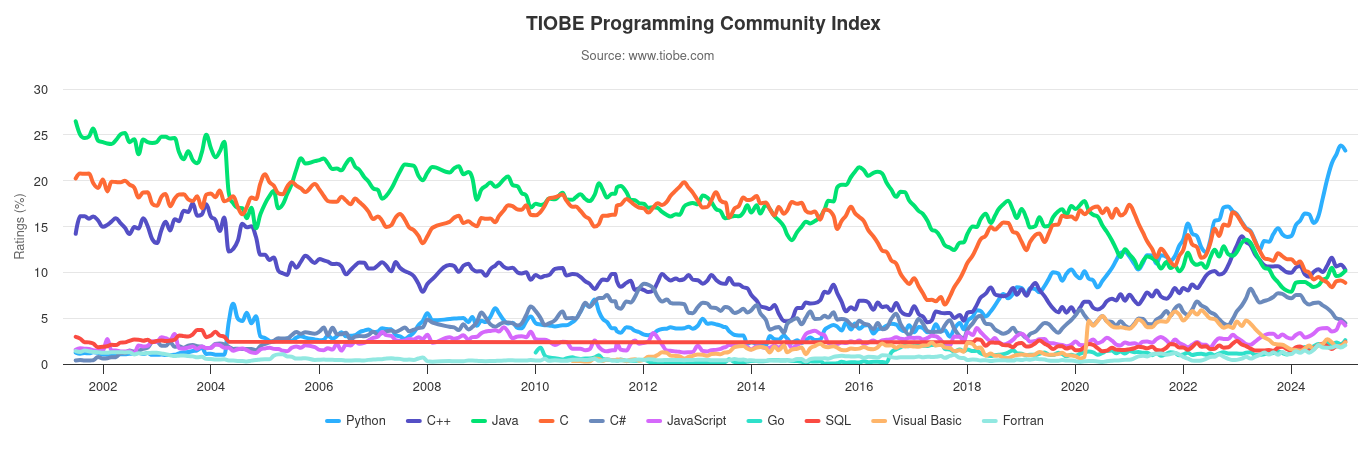 TIOBE Programming Community Index
Source: www.tiobe.com
Ratings (%)
30
25
20
15
10
5
0
2002 2004 2006 2008 2010 2012 2014 2016 2018 2020 2022 2024
Python C++ Java C C# JavaScript Go SQL Visual Basic Fortran